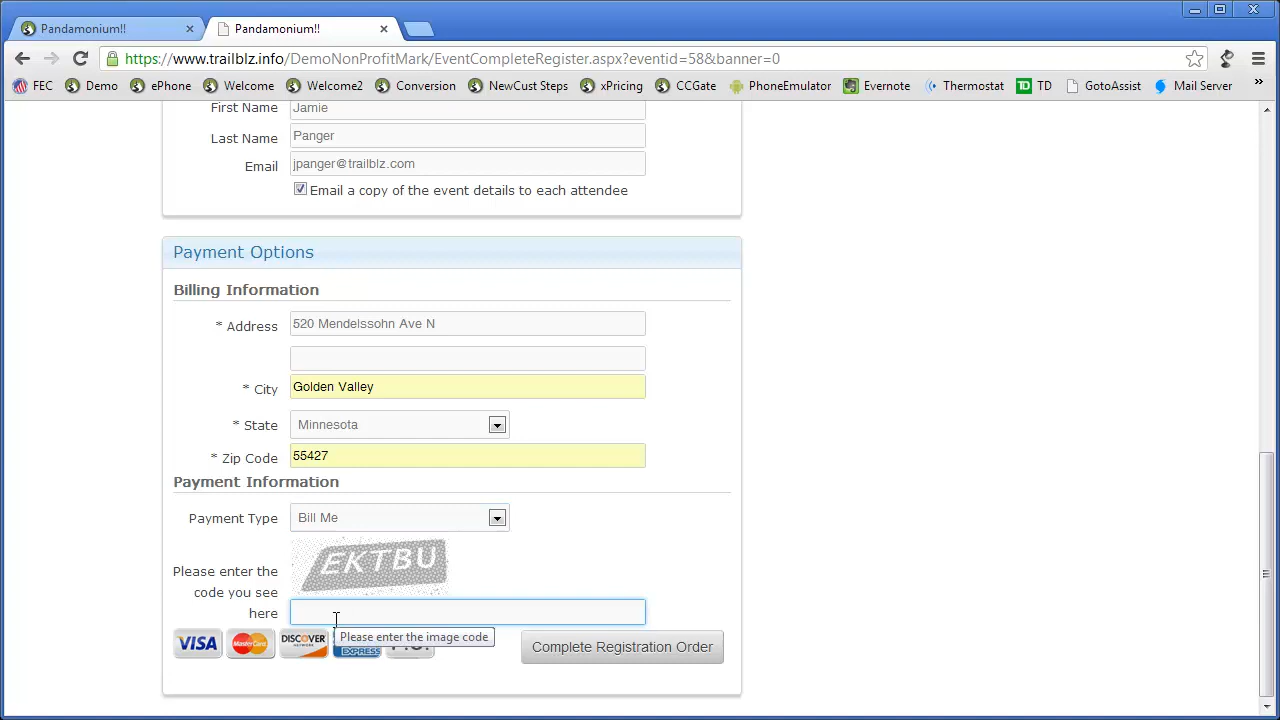 Pandamonium!!
Pandamonium!!
https://www.trailblz.info/DemoNonProfitMark/EventCompleteRegister.aspx?eventid=58&banner=0
FEC Demo ePhone Welcome Welcome2 Conversion NewCust Steps xPricing CCGate PhoneEmulator Evernote Thermostat TD TD GotoAssist Mail Server »
First Name Jamie
Last Name Panger
Email jpanger@trailblz.com
Email a copy of the event details to each attendee
Payment Options
Billing Information
* Address 520 Mendelssohn Ave N
* City Golden Valley
* State Minnesota
* Zip Code 55427
Payment Information
Payment Type Bill Me
EKTBU
Please enter the
code you see
here
Please enter the image code
VISA MasterCard DISCOVER NETWORK EXPRESS
Complete Registration Order